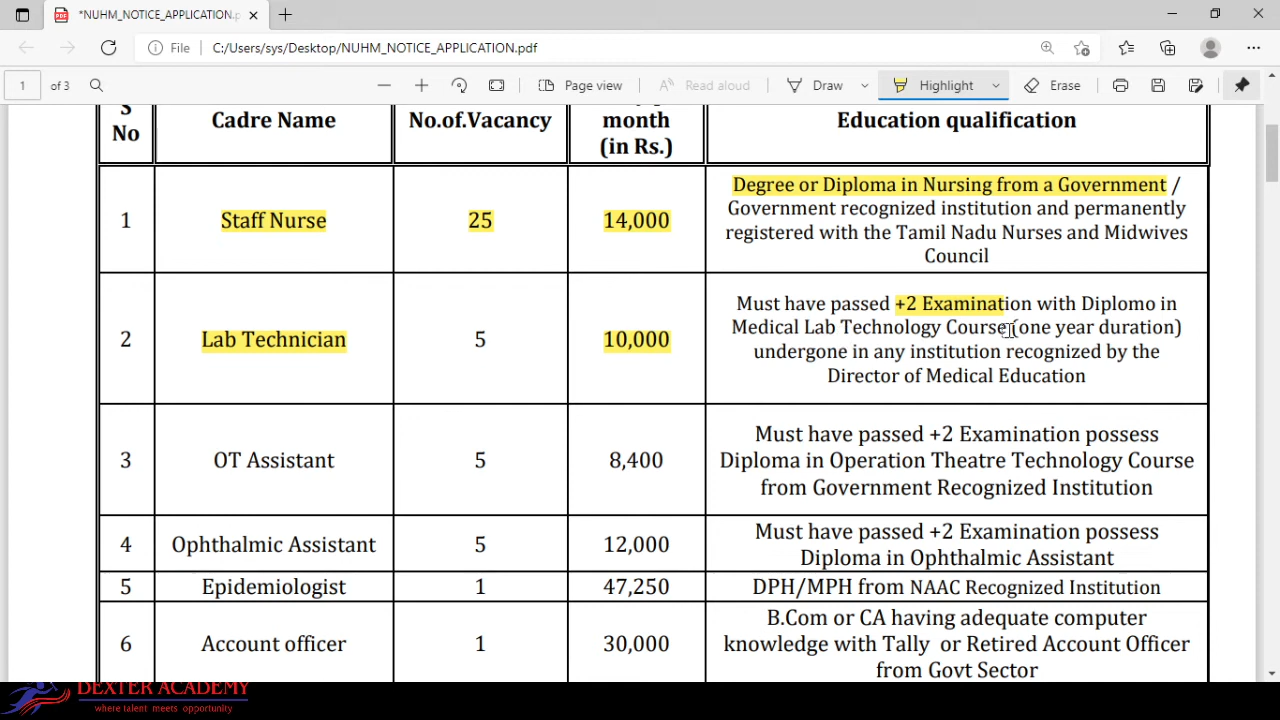 *NUHM_NOTICE_APPLICATION.p
File C:/Users/sys/Desktop/NUHM_NOTICE_APPLICATION.pdf
1 of 3 Page view Read aloud Draw Highlight Erase
S No
Cadre Name
No.of.Vacancy
month
(in Rs.)
Education qualification
1
Staff Nurse
25
14,000
Degree or Diploma in Nursing from a Government /
Government recognized institution and permanently
registered with the Tamil Nadu Nurses and Midwives
Council
2
Lab Technician
5
10,000
Must have passed +2 Examination with Diplomo in
Medical Lab Technology Course (one year duration)
undergone in any institution recognized by the
Director of Medical Education
3
OT Assistant
5
8,400
Must have passed +2 Examination possess
Diploma in Operation Theatre Technology Course
from Government Recognized Institution
4
Ophthalmic Assistant
5
12,000
Must have passed +2 Examination possess
Diploma in Ophthalmic Assistant
5
Epidemiologist
1
47,250
DPH/MPH from NAAC Recognized Institution
6
Account officer
1
30,000
B.Com or CA having adequate computer
knowledge with Tally or Retired Account Officer
from Govt Sector
DEXTER ACADEMY
where talent meets opportunity